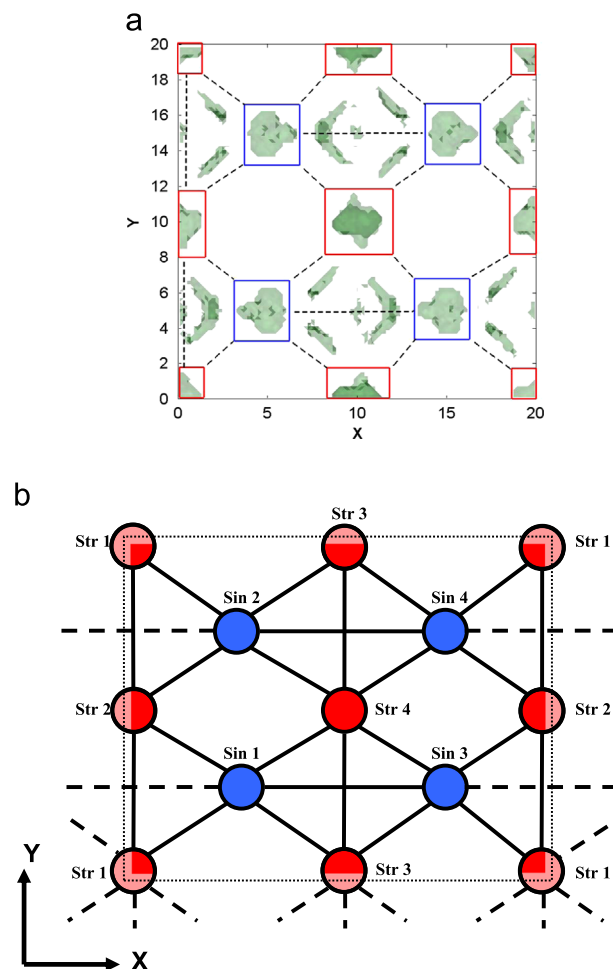 a
20
18
16
14
12
10
8
6
4
2
0
Y
0 5 10 15 20
X
b
Str 1 Str 3 Str 1
Sin 2 Sin 4
Str 2 Str 4 Str 2
Sin 1 Sin 3
Str 1 Str 3 Str 1
Y
X